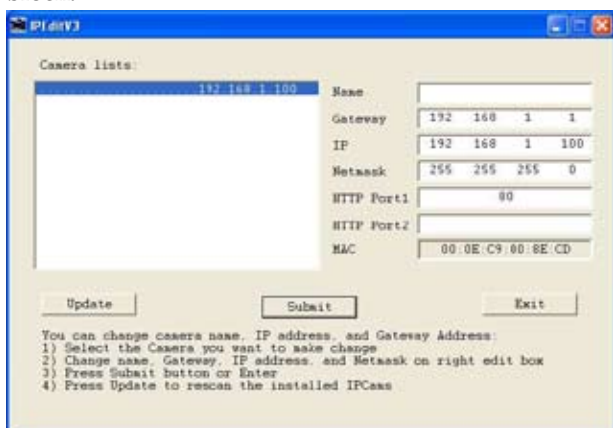 IPEditV3
Camera lists:
192 168 1 100
Name
Gateway 192 168 1 1
IP 192 168 1 100
Netmask 255 255 255 0
HTTP Port1 80
HTTP Port2
MAC 00:0E:C9:00:8E:CD
Update Submit Exit
You can change camera name, IP address, and Gateway Address:
1) Select the Camera you want to make change
2) Change name, Gateway, IP address, and Netmask on right edit box
3) Press Submit button or Enter
4) Press Update to rescan the installed IPCams